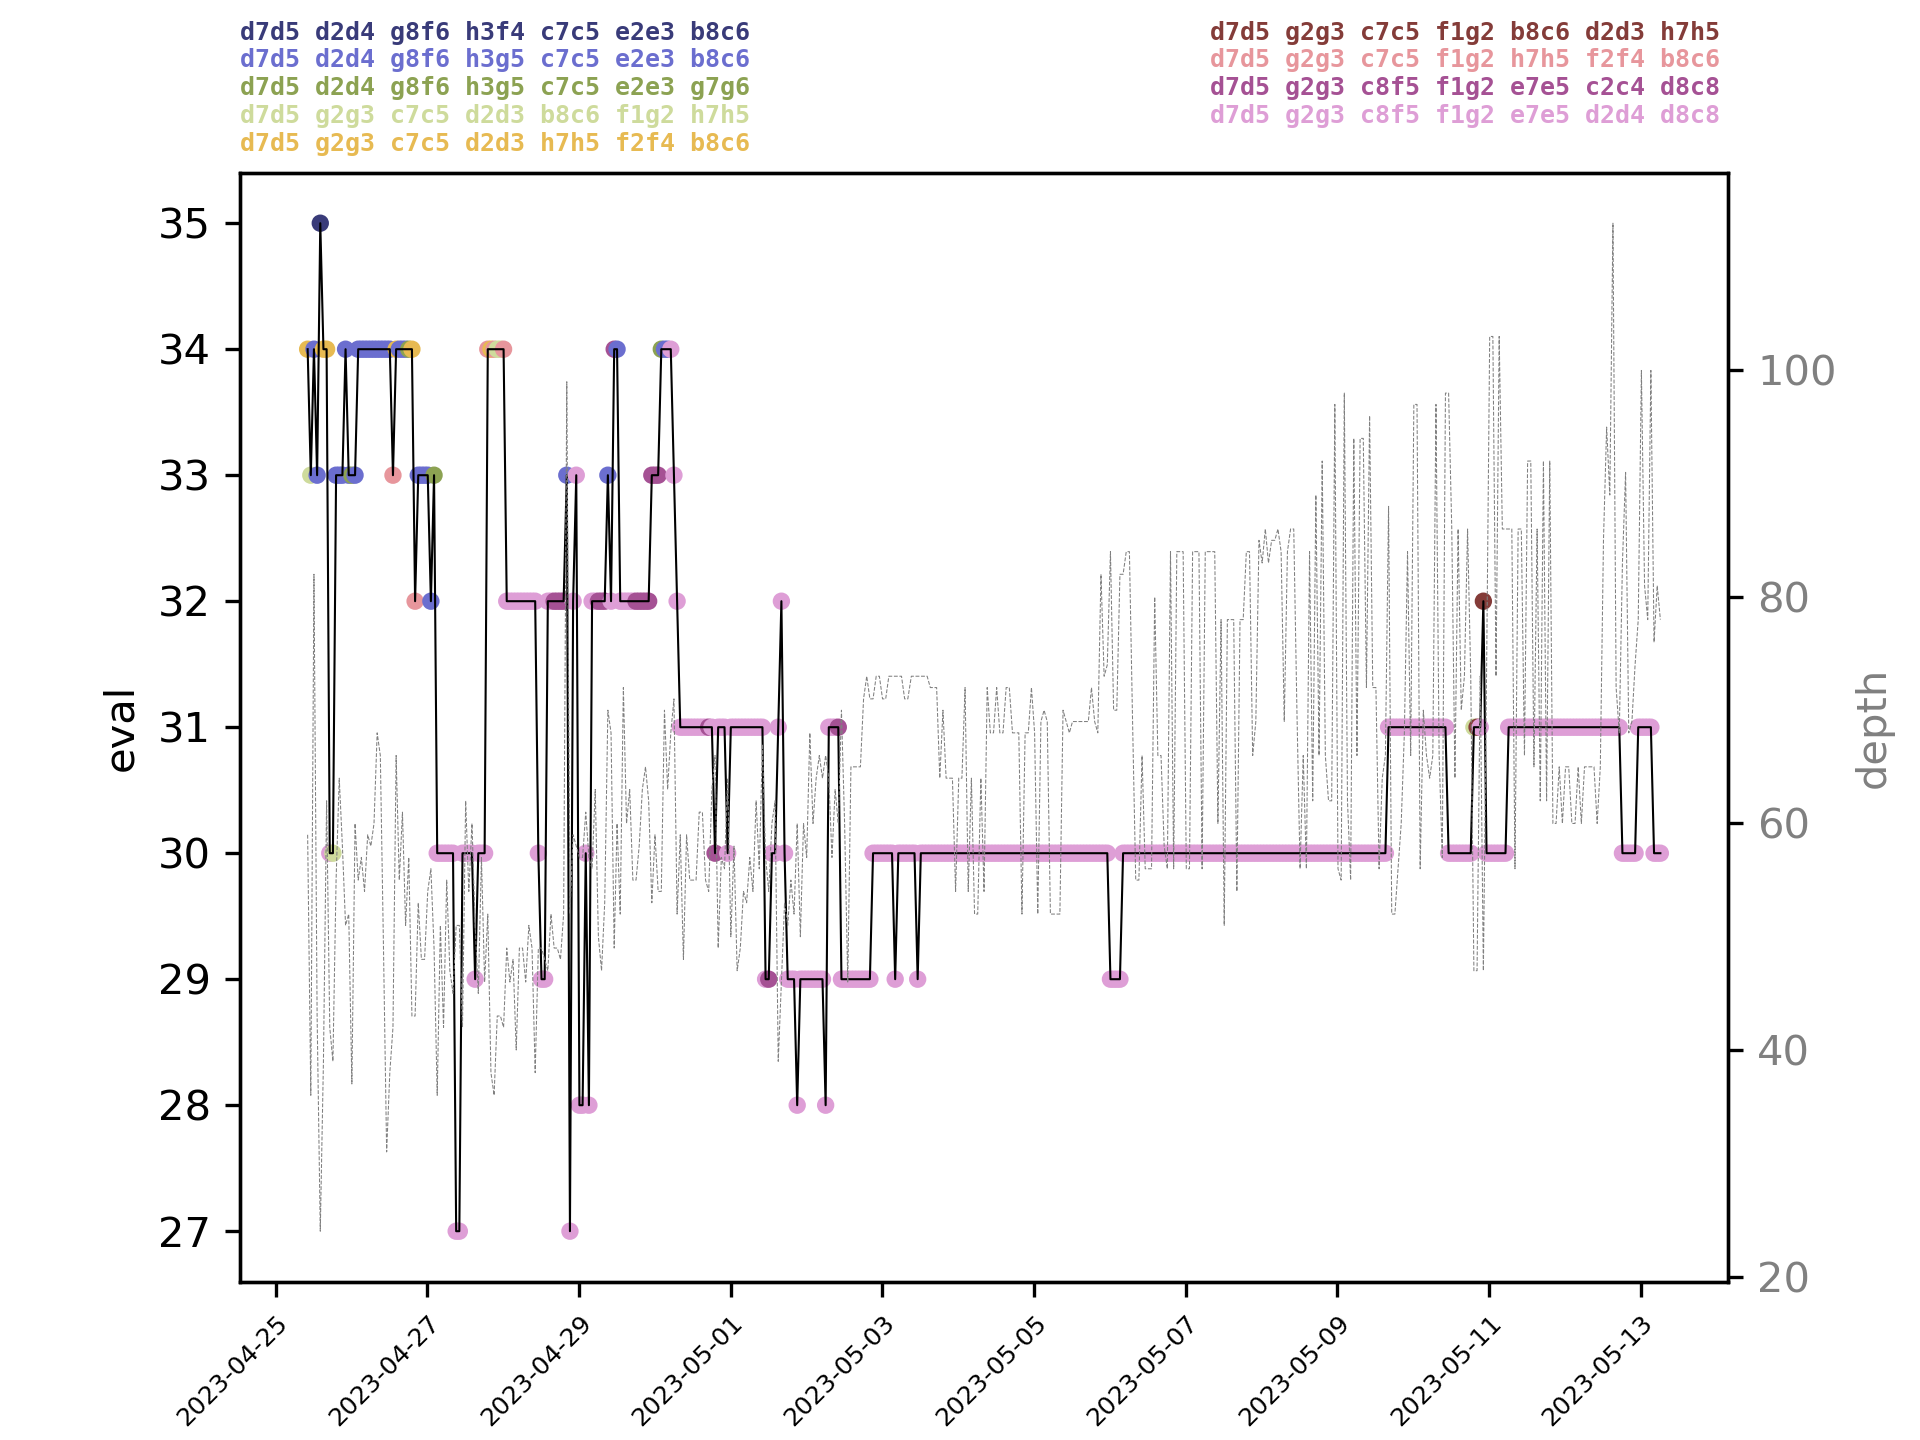 d7d5 d2d4 g8f6 h3f4 c7c5 e2e3 b8c6
d7d5 d2d4 g8f6 h3g5 c7c5 e2e3 b8c6
d7d5 d2d4 g8f6 h3g5 c7c5 e2e3 g7g6
d7d5 g2g3 c7c5 d2d3 b8c6 f1g2 h7h5
d7d5 g2g3 c7c5 d2d3 h7h5 f2f4 b8c6
d7d5 g2g3 c7c5 f1g2 b8c6 d2d3 h7h5
d7d5 g2g3 c7c5 f1g2 h7h5 f2f4 b8c6
d7d5 g2g3 c8f5 f1g2 e7e5 c2c4 d8c8
d7d5 g2g3 c8f5 f1g2 e7e5 d2d4 d8c8
eval
35
34
33
32
31
30
29
28
27
depth
100
80
60
40
20
2023-04-25
2023-04-27
2023-04-29
2023-05-01
2023-05-03
2023-05-05
2023-05-07
2023-05-09
2023-05-11
2023-05-13